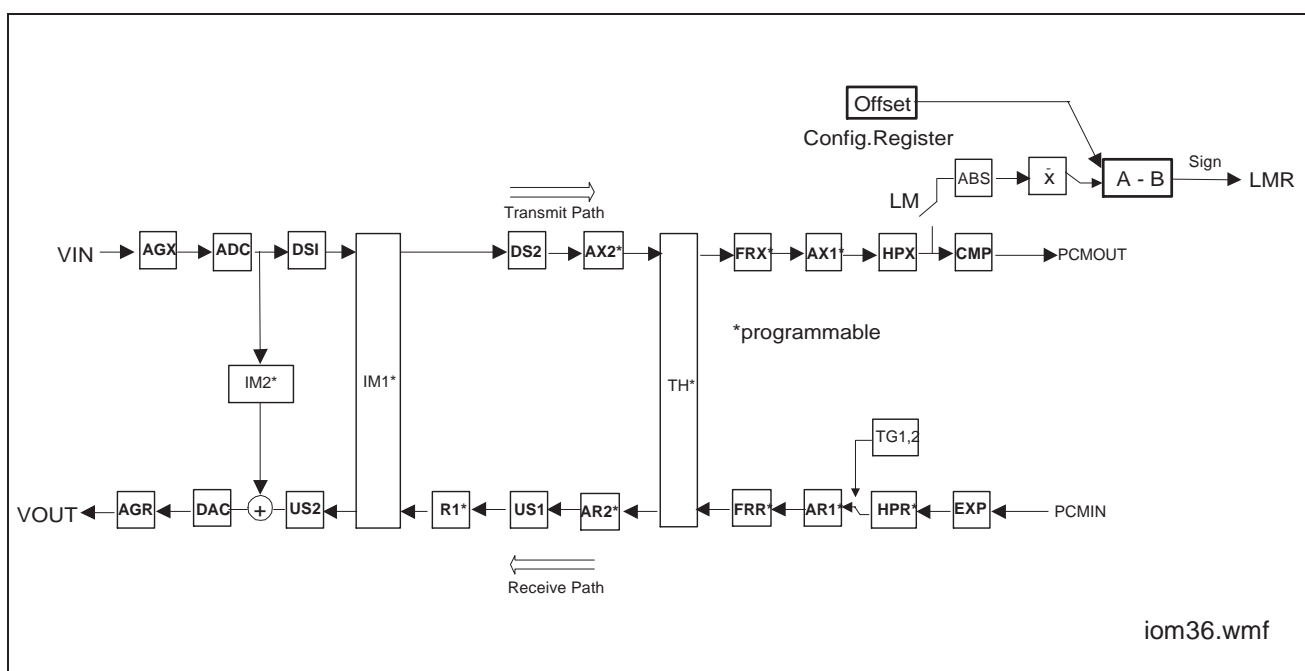 Offset
Config.Register
ABS
x̄
A - B
Sign
LMR
LM
Transmit Path
VIN
AGX
ADC
DSI
DS2
AX2*
FRX*
AX1*
HPX
CMP
PCMOUT
*programmable
IM2*
IM1*
TH*
TG1,2
VOUT
AGR
DAC
+
US2
R1*
US1
AR2*
FRR*
AR1*
HPR*
EXP
PCMIN
Receive Path
iom36.wmf